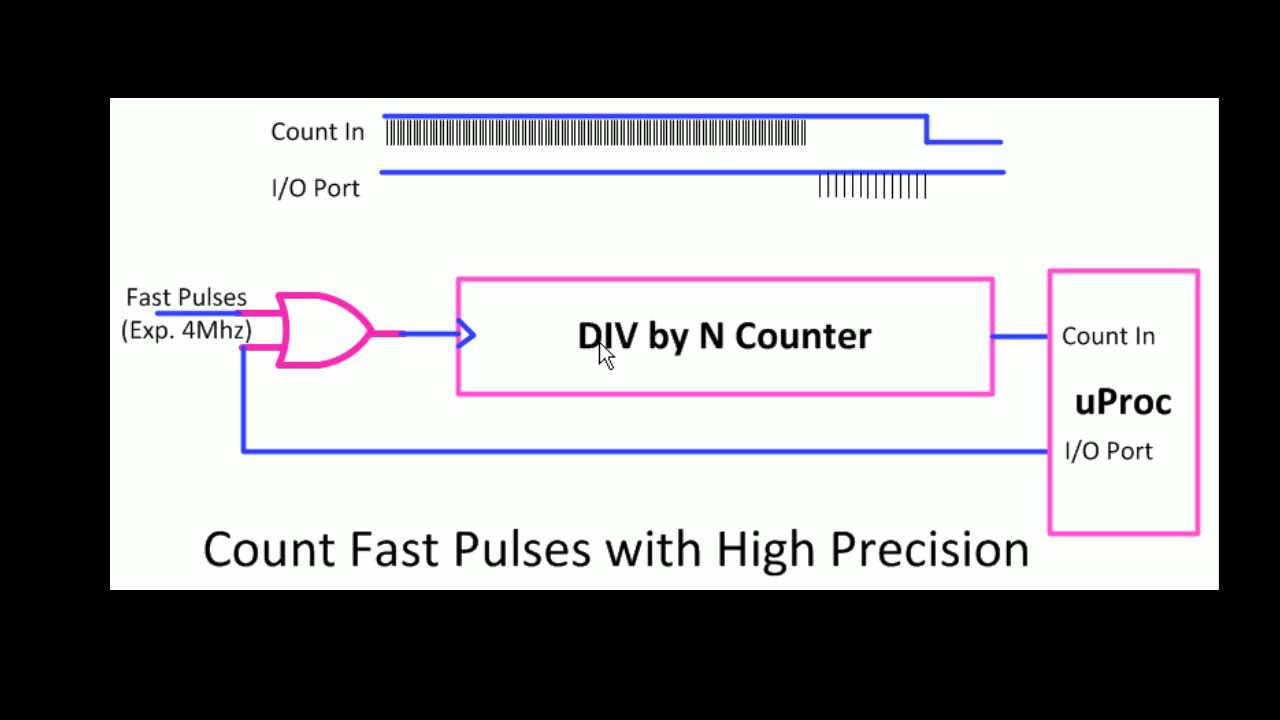 Count In
I/O Port
Fast Pulses
(Exp. 4Mhz)
DIV by N Counter
Count In
uProc
I/O Port
Count Fast Pulses with High Precision